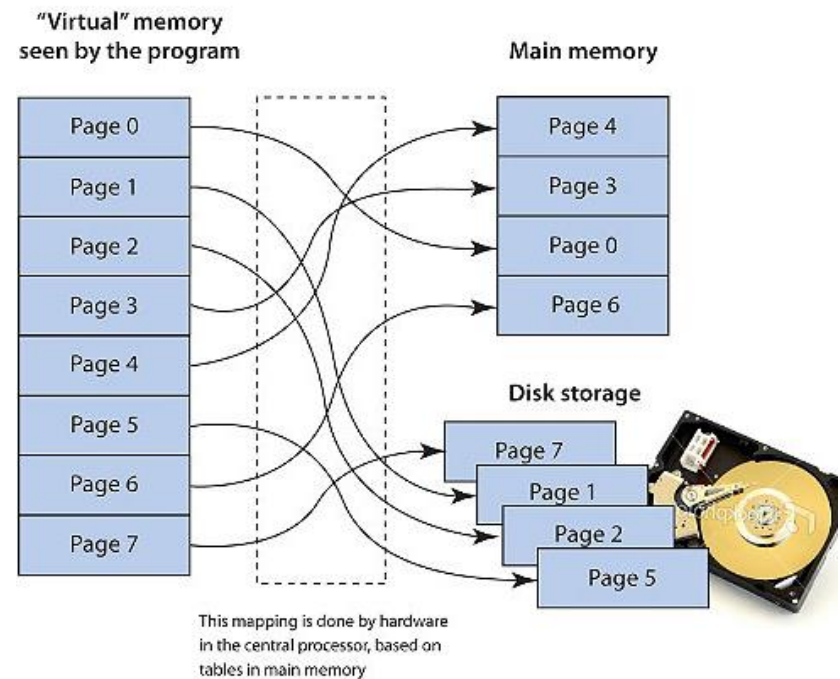 “Virtual” memory
seen by the program
Page 0
Page 1
Page 2
Page 3
Page 4
Page 5
Page 6
Page 7
This mapping is done by hardware
in the central processor, based on
tables in main memory
Main memory
Page 4
Page 3
Page 0
Page 6
Disk storage
Page 7
Page 1
Page 2
Page 5